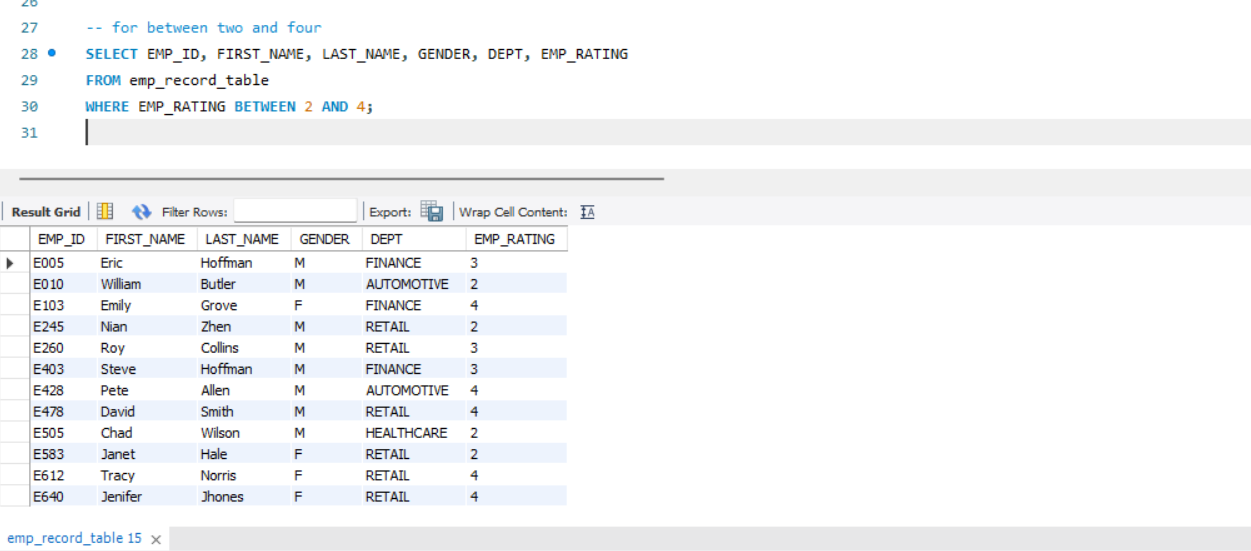 26
27 -- for between two and four
28 SELECT EMP_ID, FIRST_NAME, LAST_NAME, GENDER, DEPT, EMP_RATING
29 FROM emp_record_table
30 WHERE EMP_RATING BETWEEN 2 AND 4;
31
Result Grid Filter Rows: Export: Wrap Cell Content: IA
EMP_ID FIRST_NAME LAST_NAME GENDER DEPT EMP_RATING
E005 Eric Hoffman M FINANCE 3
E010 William Butler M AUTOMOTIVE 2
E103 Emily Grove F FINANCE 4
E245 Nian Zhen M RETAIL 2
E260 Roy Collins M RETAIL 3
E403 Steve Hoffman M FINANCE 3
E428 Pete Allen M AUTOMOTIVE 4
E478 David Smith M RETAIL 4
E505 Chad Wilson M HEALTHCARE 2
E583 Janet Hale F RETAIL 2
E612 Tracy Norris F RETAIL 4
E640 Jenifer Jhones F RETAIL 4
emp_record_table 15